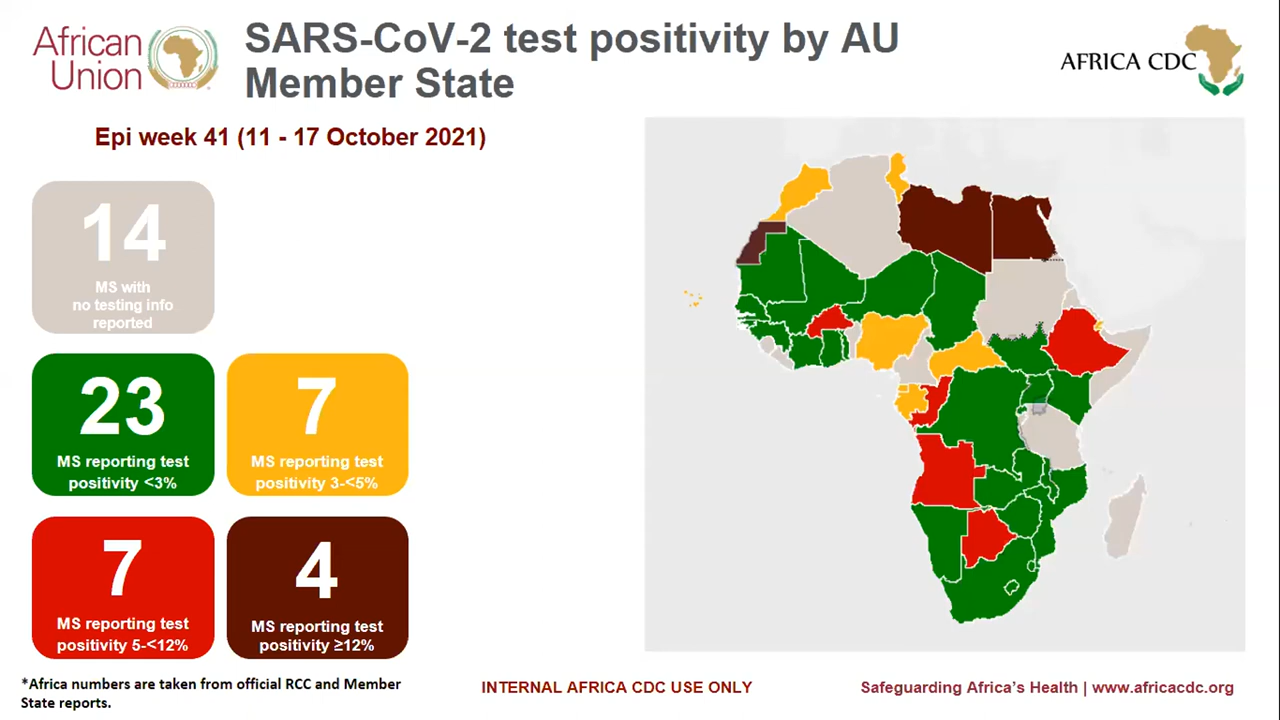 African
Union
SARS-CoV-2 test positivity by AU
Member State
AFRICA CDC
Epi week 41 (11 - 17 October 2021)
14
MS with
no testing info
reported
23
MS reporting test
positivity <3%
7
MS reporting test
positivity 3-<5%
7
MS reporting test
positivity 5-<12%
4
MS reporting test
positivity ≥12%
*Africa numbers are taken from official RCC and Member
State reports.
INTERNAL AFRICA CDC USE ONLY
Safeguarding Africa's Health | www.africacdc.org